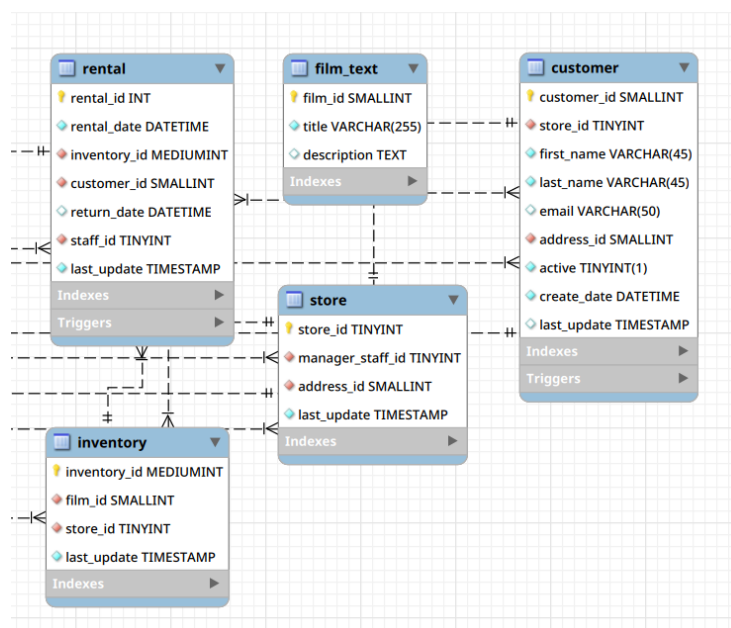 rental
rental_id INT
rental_date DATETIME
inventory_id MEDIUMINT
customer_id SMALLINT
return_date DATETIME
staff_id TINYINT
last_update TIMESTAMP
Indexes
Triggers
film_text
film_id SMALLINT
title VARCHAR(255)
description TEXT
Indexes
customer
customer_id SMALLINT
store_id TINYINT
first_name VARCHAR(45)
last_name VARCHAR(45)
email VARCHAR(50)
address_id SMALLINT
active TINYINT(1)
create_date DATETIME
last_update TIMESTAMP
Indexes
Triggers
store
store_id TINYINT
manager_staff_id TINYINT
address_id SMALLINT
last_update TIMESTAMP
Indexes
inventory
inventory_id MEDIUMINT
film_id SMALLINT
store_id TINYINT
last_update TIMESTAMP
Indexes